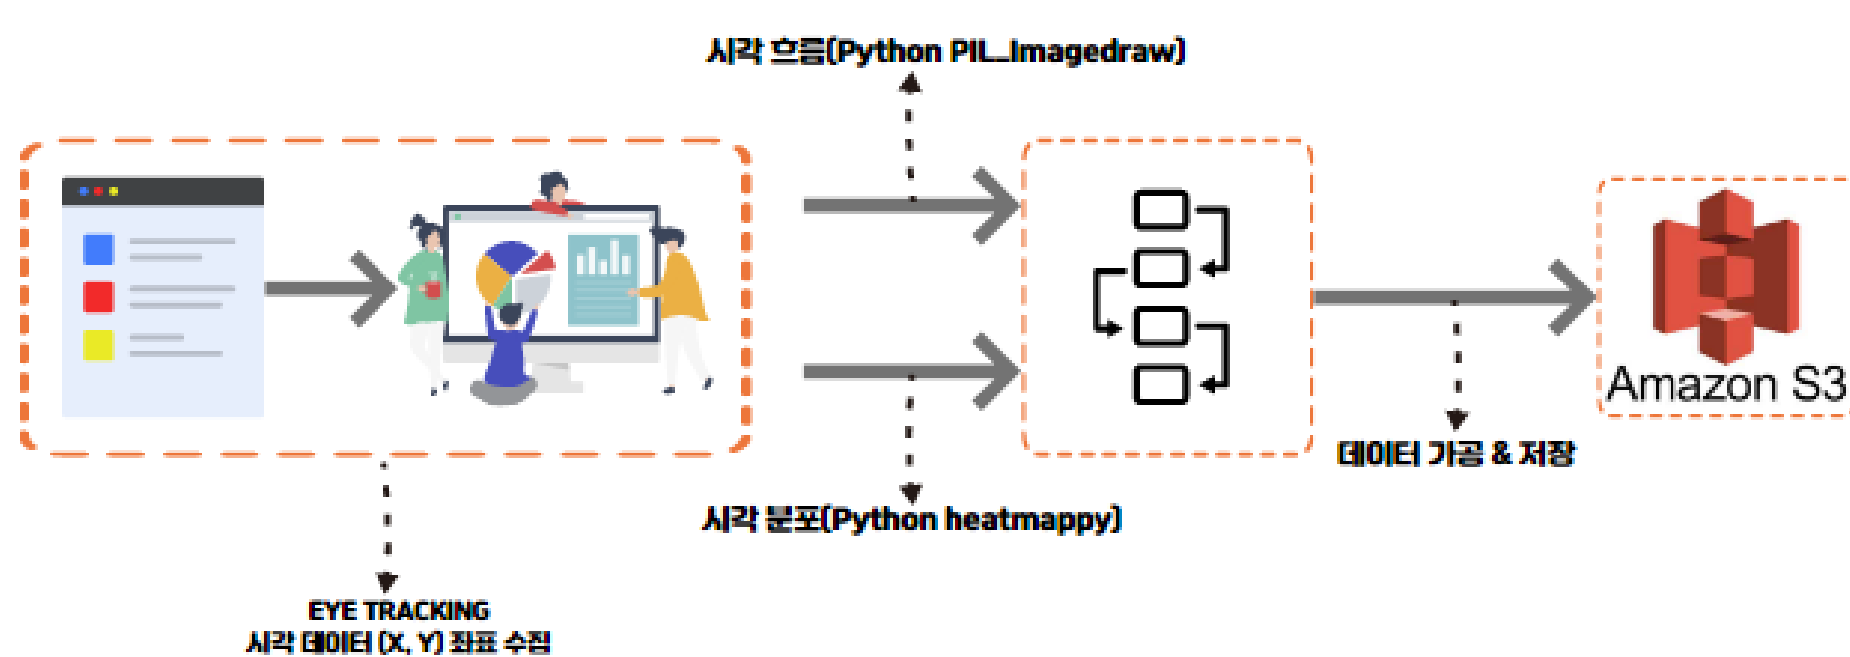 시각 흐름(Python PIL_Imagedraw)
Amazon S3
데이터 가공 & 저장
시각 분포(Python heatmappy)
EYE TRACKING
시각 데이터 (X, Y) 좌표 수집